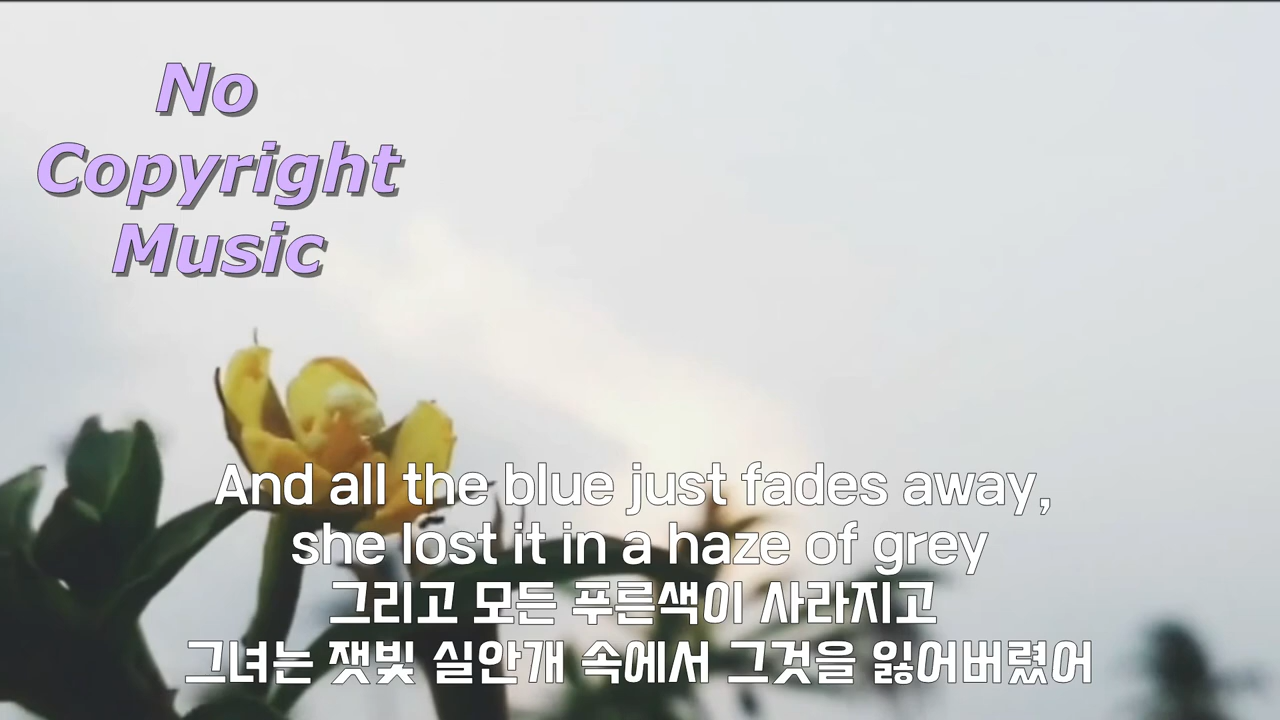 No
Copyright
Music
And all the blue just fades away,
she lost it in a haze of grey
그리고 모든 푸른색이 사라지고
그녀는 잿빛 실안개 속에서 그것을 잃어버렸어